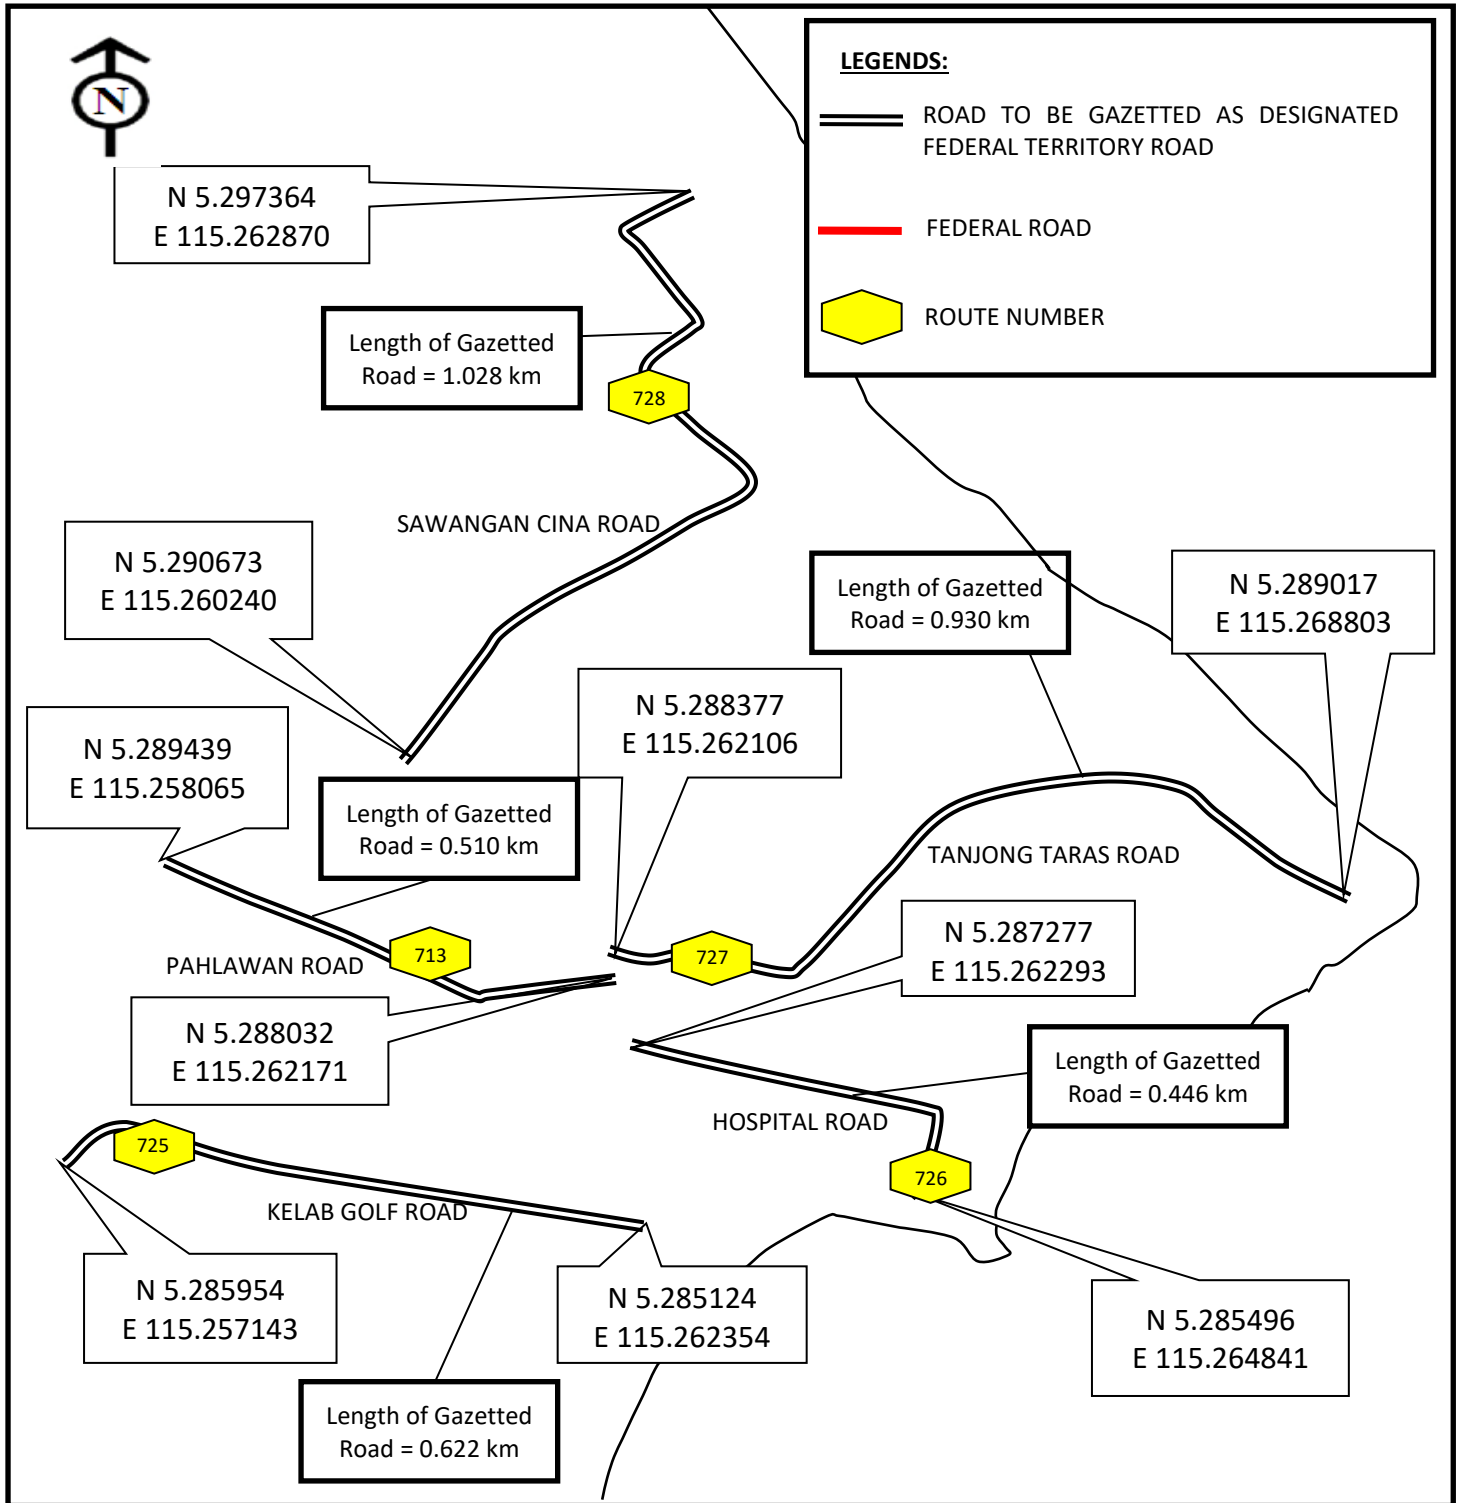 N
LEGENDS:
ROAD TO BE GAZETTED AS DESIGNATED
FEDERAL TERRITORY ROAD
FEDERAL ROAD
ROUTE NUMBER
N 5.297364
E 115.262870
Length of Gazetted
Road = 1.028 km
728
SAWANGAN CINA ROAD
N 5.290673
E 115.260240
Length of Gazetted
Road = 0.930 km
N 5.289017
E 115.268803
N 5.288377
E 115.262106
N 5.289439
E 115.258065
Length of Gazetted
Road = 0.510 km
TANJONG TARAS ROAD
713
PAHLAWAN ROAD
727
N 5.287277
E 115.262293
N 5.288032
E 115.262171
Length of Gazetted
Road = 0.446 km
HOSPITAL ROAD
725
726
KELAB GOLF ROAD
N 5.285954
E 115.257143
N 5.285124
E 115.262354
N 5.285496
E 115.264841
Length of Gazetted
Road = 0.622 km